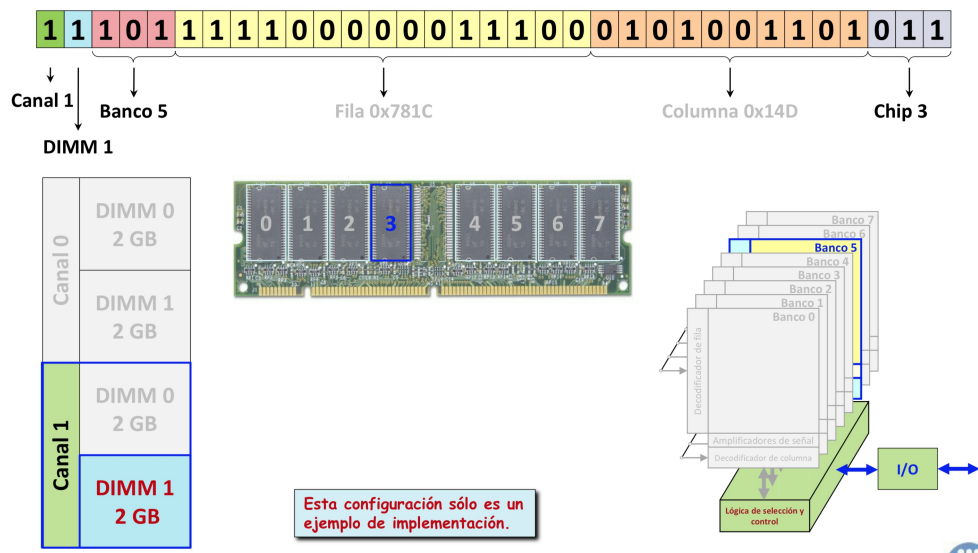 1 1 1 0 1 1 1 1 1 0 0 0 0 0 0 1 1 1 0 0 0 1 0 1 0 0 1 1 0 1 0 1 1
Canal 1
Banco 5
Fila 0x781C
Columna 0x14D
Chip 3
DIMM 1
Canal 0
DIMM 0
2 GB
DIMM 1
2 GB
Canal 1
DIMM 0
2 GB
DIMM 1
2 GB
0 1 2 3 4 5 6 7
Banco 7
Banco 6
Banco 5
Banco 4
Banco 3
Banco 2
Banco 1
Banco 0
Decodificador de fila
Amplificadores de señal
Decodificador de columna
I/O
Lógica de selección y
control
Esta configuración sólo es un
ejemplo de implementación.